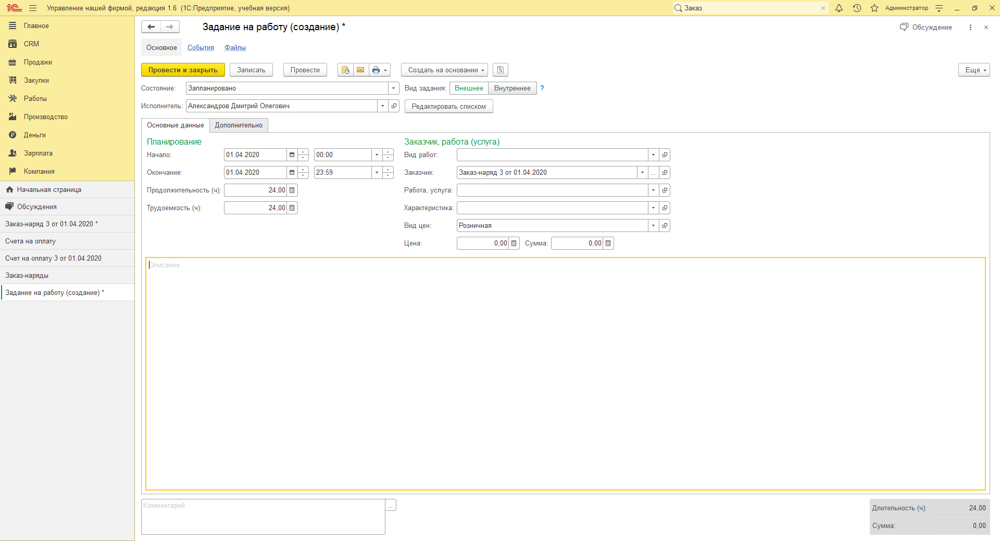 Управление нашей фирмой, редакция 1.6 (1С:Предприятие, учебная версия)
Заказ
Администратор
Главное
CRM
Продажи
Закупки
Работы
Производство
Деньги
Зарплата
Компания
Начальная страница
Обсуждения
Заказ-наряд 3 от 01.04.2020 *
Счета на оплату
Счет на оплату 3 от 01.04.2020
Заказ-наряды
Задание на работу (создание) *
Задание на работу (создание) *
Обсуждение
Основное События Файлы
Провести и закрыть Записать Провести Создать на основании Еще
Состояние: Запланировано Вид задания: Внешнее Внутреннее ?
Исполнитель: Александров Дмитрий Олегович Редактировать списком
Основные данные Дополнительно
Планирование
Начало: 01.04.2020 00:00
Окончание: 01.04.2020 23:59
Продолжительность (ч): 24,00
Трудоемкость (ч): 24,00
Заказчик, работа (услуга)
Вид работ:
Заказчик: Заказ-наряд 3 от 01.04.2020 ...
Работа, услуга:
Характеристика:
Вид цен: Розничная
Цена: 0,00 Сумма: 0,00
Описание
Комментарий ...
Длительность (ч): 24,00
Сумма: 0,00